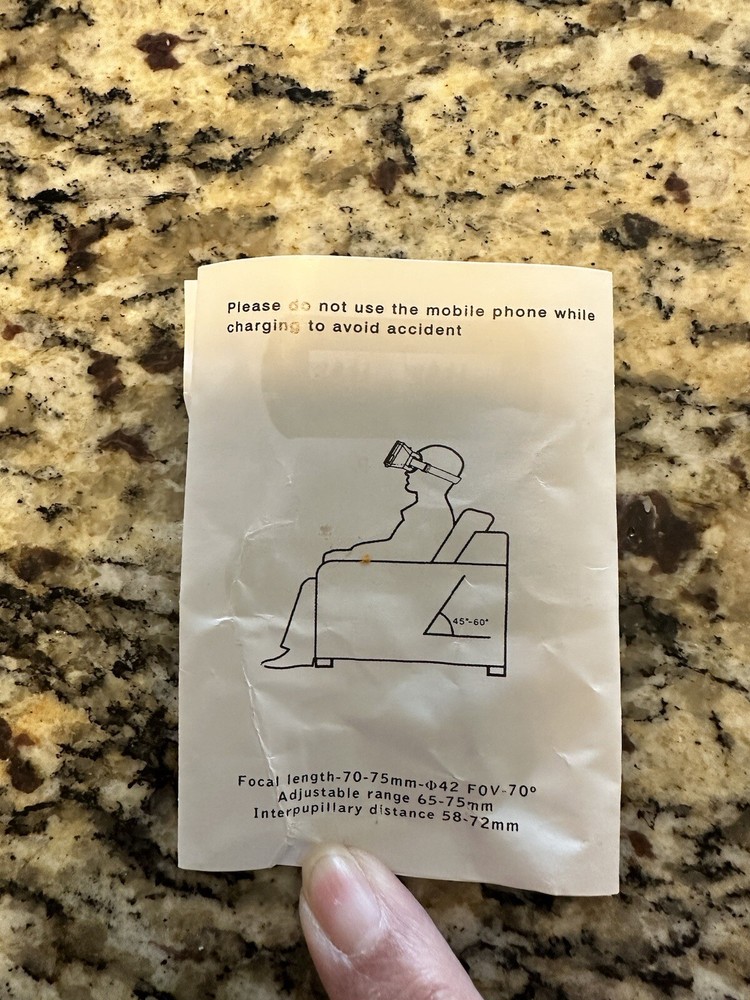 Please do not use the mobile phone while
charging to avoid accident
45°-60°
Focal length-70-75mm-Φ42 FOV-70°
Adjustable range 65-75mm
Interpupillary distance 58-72mm